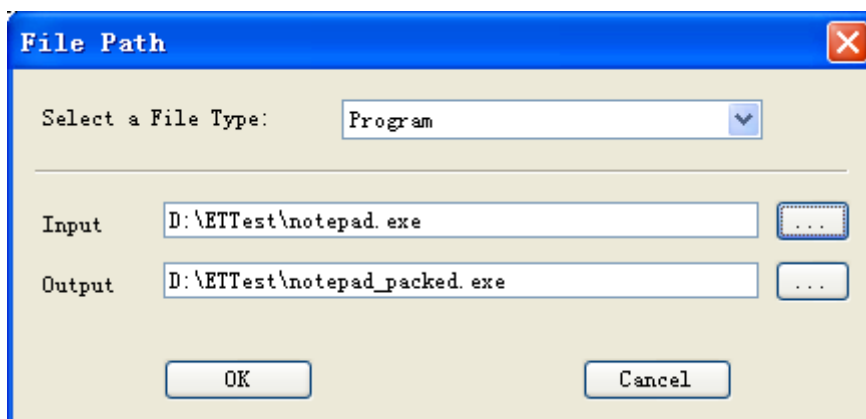 File Path
Select a File Type: Program
Input D:\ETTest\notepad.exe ...
Output D:\ETTest\notepad_packed.exe ...
OK Cancel